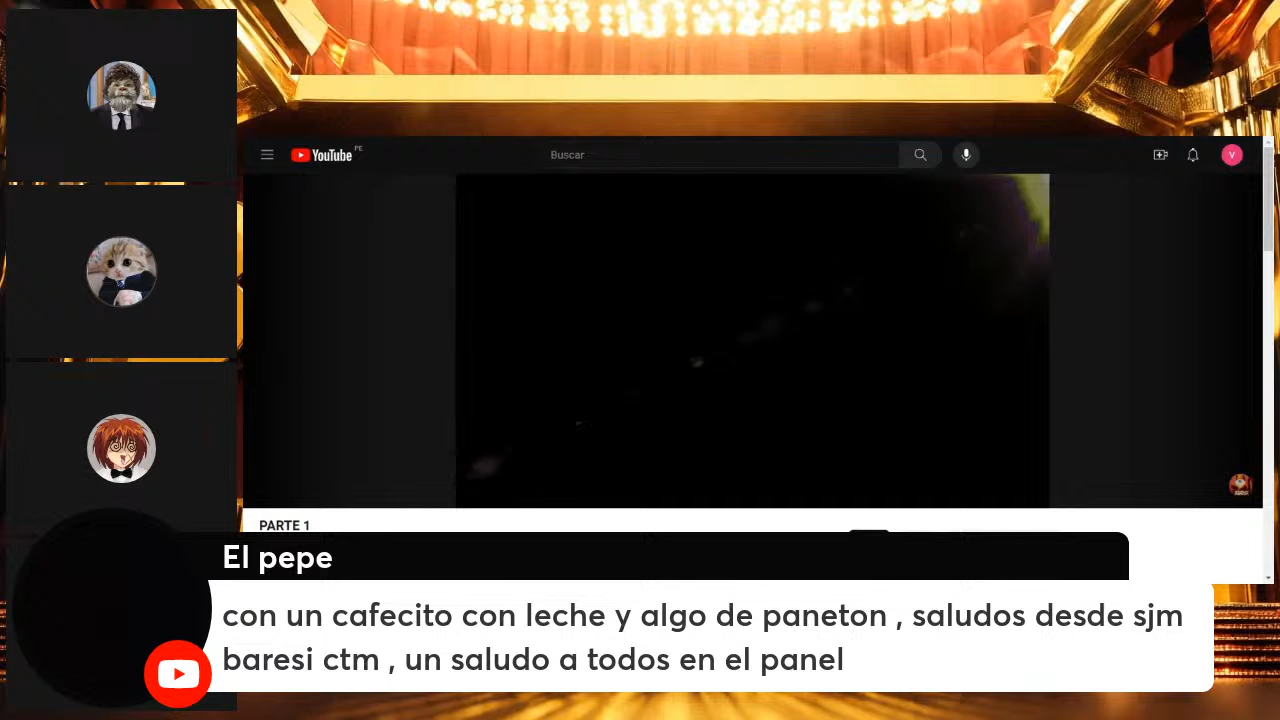 YouTube PE
Buscar
V
PARTE 1
El pepe
con un cafecito con leche y algo de paneton , saludos desde sjm
baresi ctm , un saludo a todos en el panel